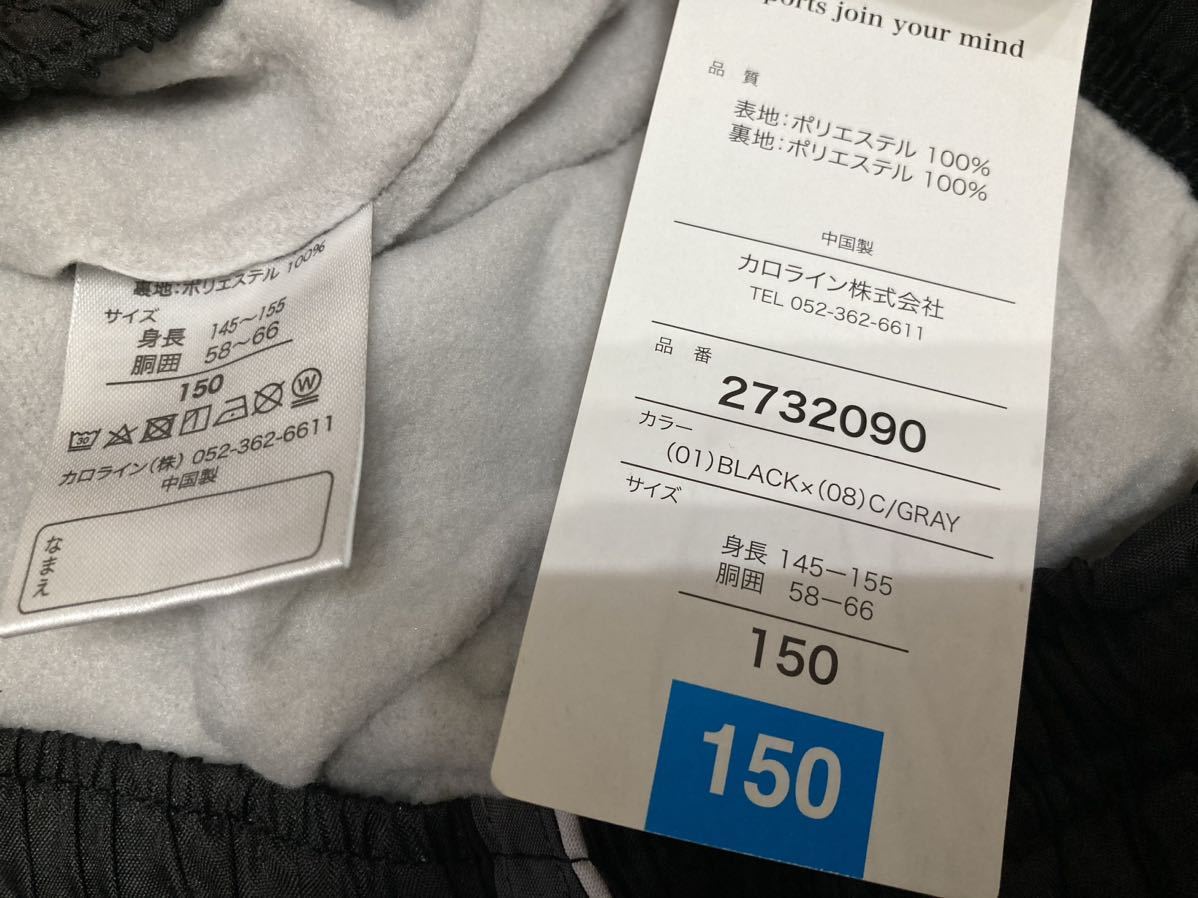 裏地:ポリエステル 100%
サイズ
身長 145〜155
胴囲 58〜66
150
30
W
カロライン(株) 052-362-6611
中国製
なまえ
join your mind
品 質
表地:ポリエステル 100%
裏地:ポリエステル 100%
中国製
カロライン株式会社
TEL 052-362-6611
品 番
2732090
カラー
(01)BLACK×(08)C/GRAY
サイズ
身長 145-155
胴囲 58-66
150
150